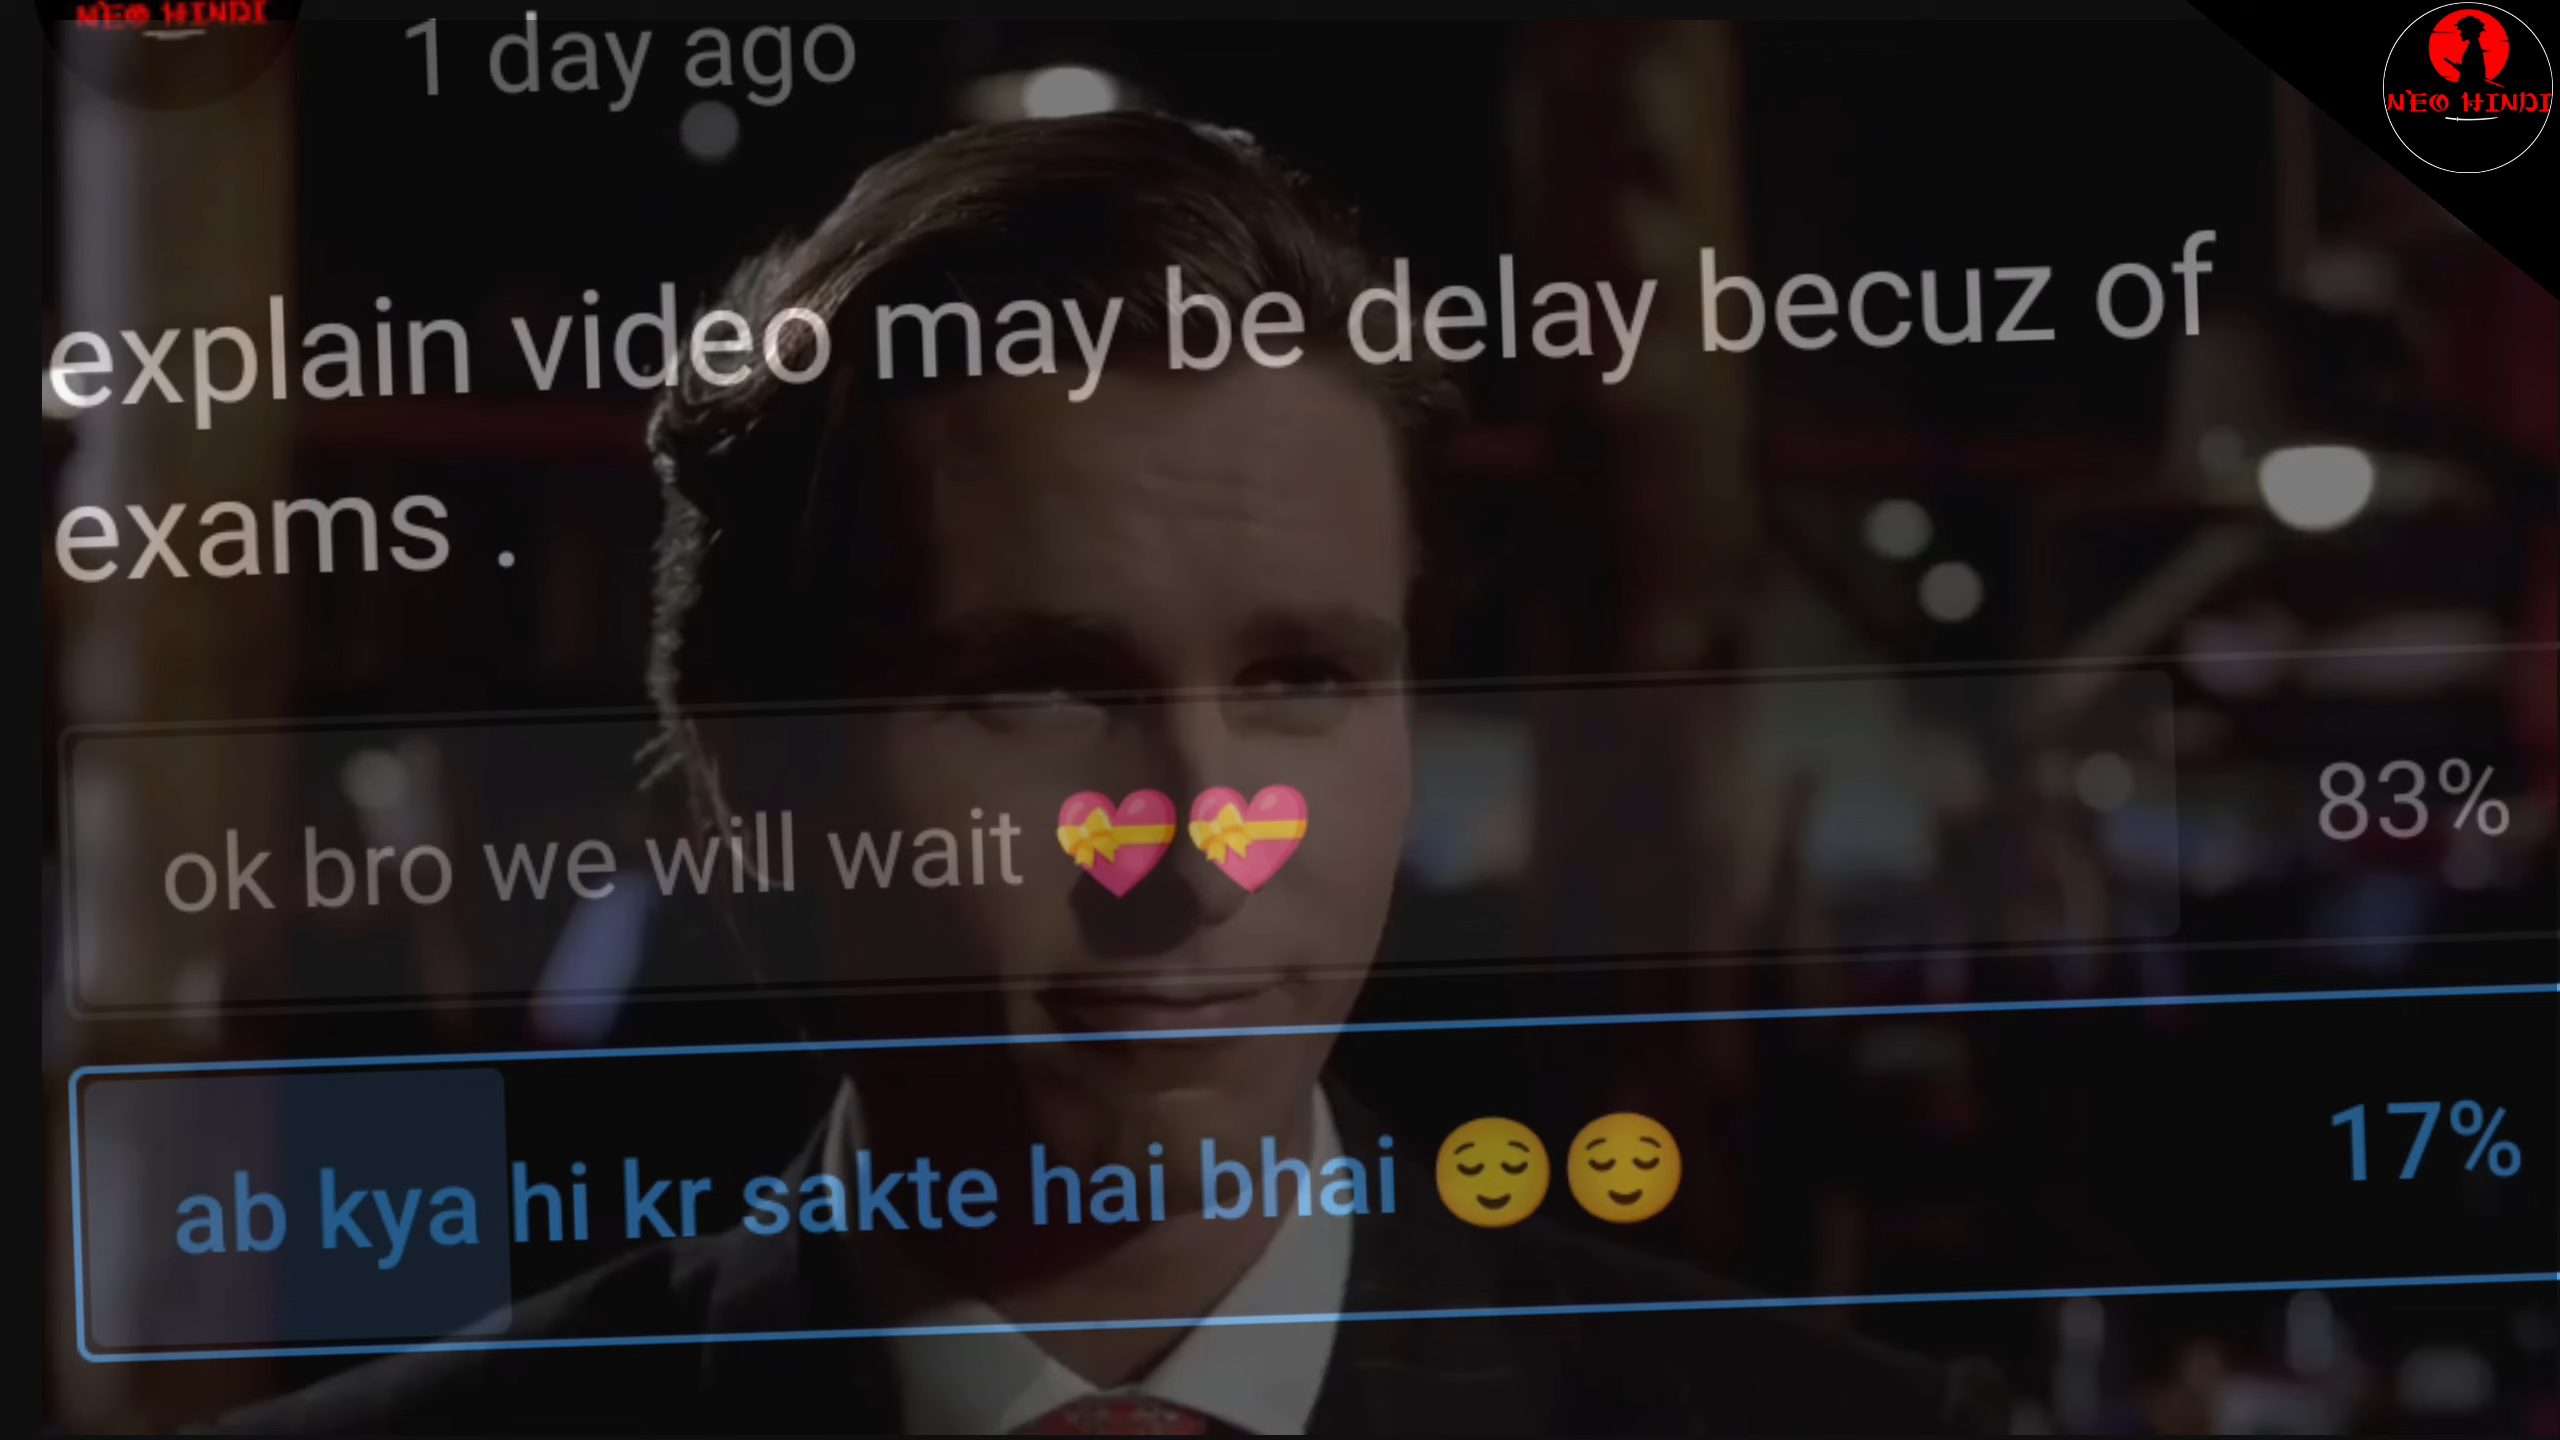 NEO HINDI
NEO HINDI
1 day ago
explain video may be delay becuz of
exams .
ok bro we will wait 💝💝
83%
ab kya hi kr sakte hai bhai 😌😌
17%